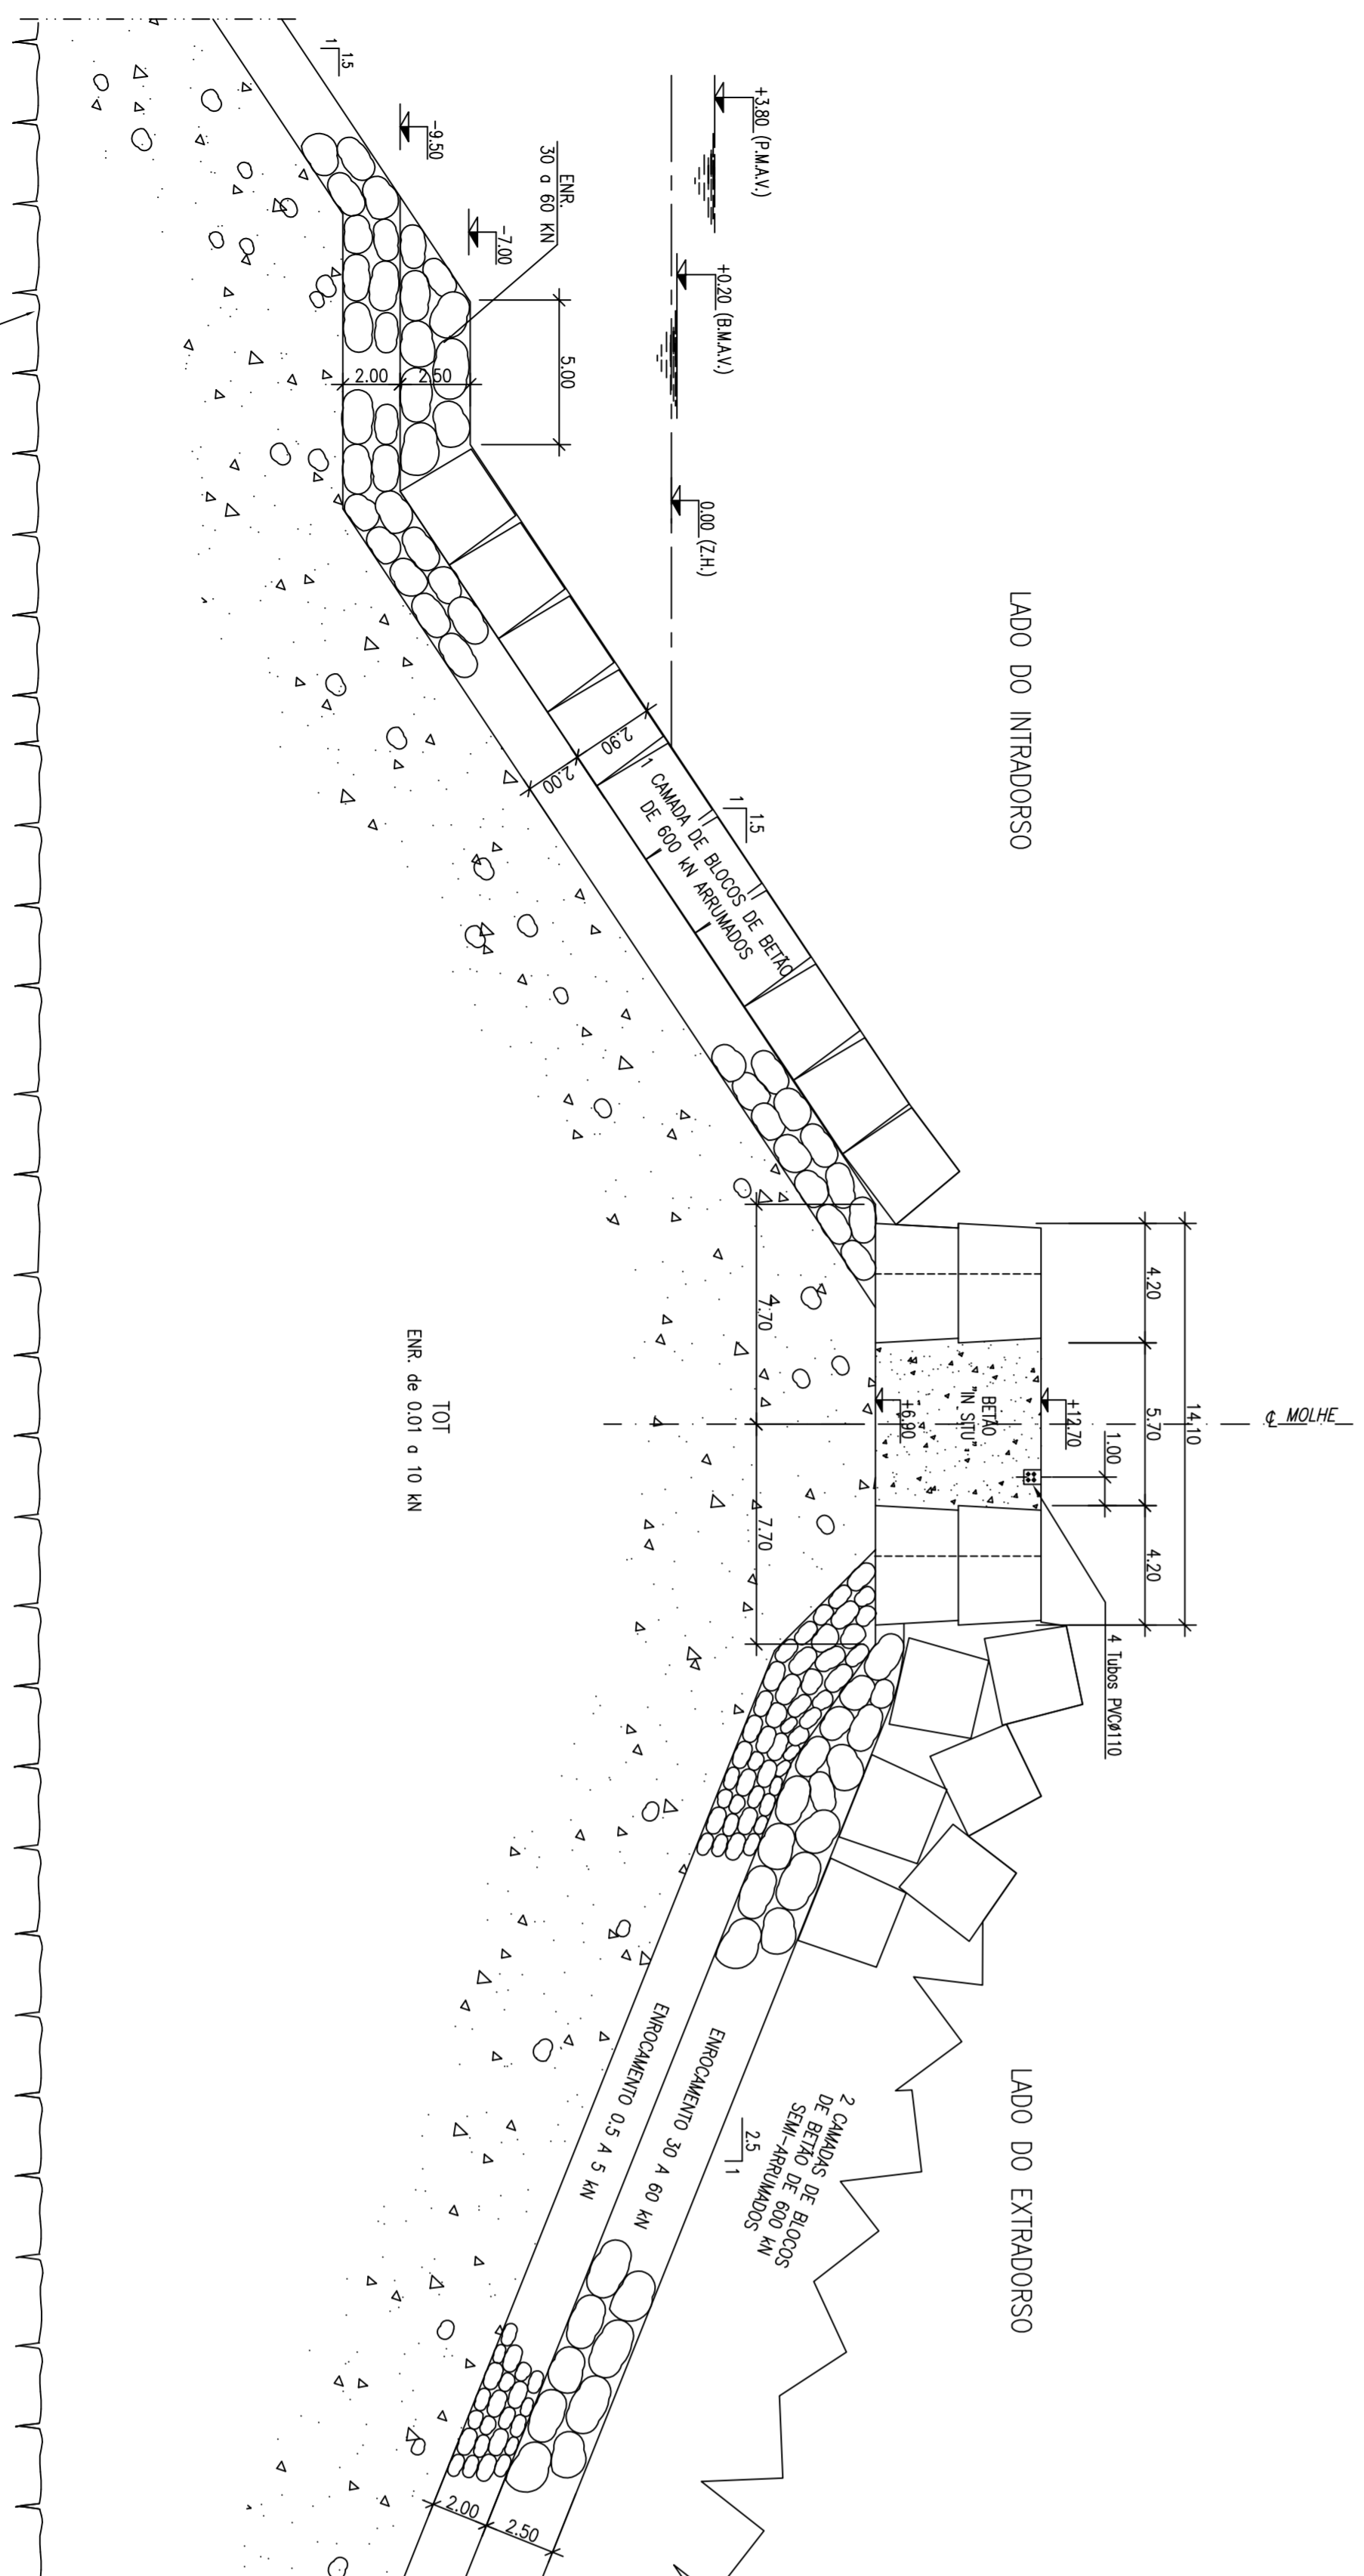 LADO DO INTRADORSO
LADO DO EXTRADORSO
℄ MOLHE
14.10
4.20
5.70
4.20
1.00
4 Tubos PVCØ110
+12.70
BETÃO
"IN SITU"
+6.90
7.70
7.70
+3.80 (P.M.A.V.)
+0.20 (B.M.A.V.)
0.00 (Z.H.)
ENR.
30 a 60 KN
-7.00
-9.50
5.00
2.50
2.00
1
1.5
1
1.5
2.90
2.00
1 CAMADA DE BLOCOS DE BETÃO
DE 600 kN ARRUMADOS
2 CAMADAS DE BLOCOS
DE BETÃO DE 600 kN
SEMI-ARRUMADOS
2.5
1
ENROCAMENTO 30 A 60 kN
ENROCAMENTO 0.5 A 5 kN
2.00
2.50
TOT
ENR. de 0.01 a 10 kN